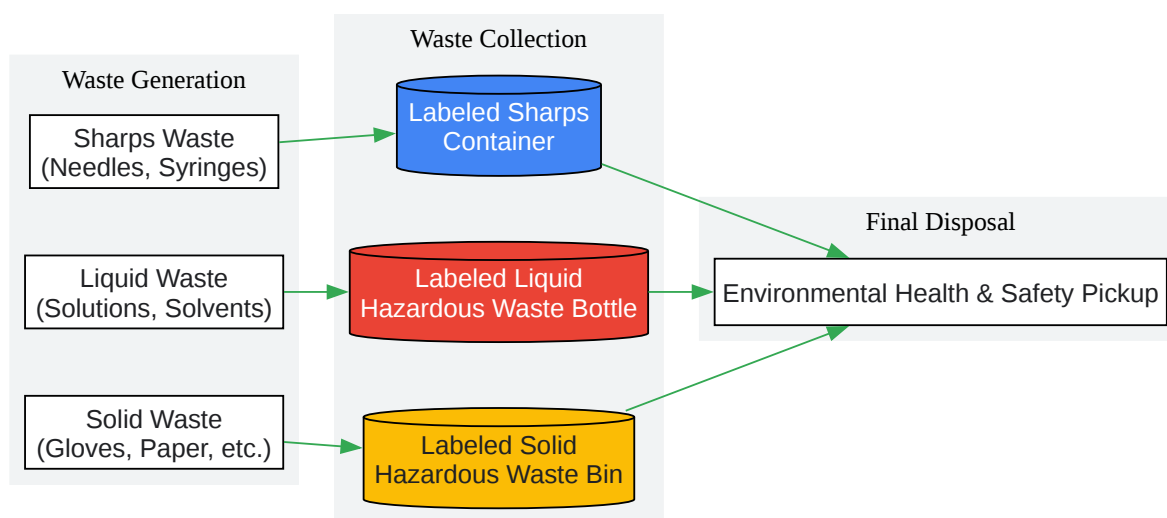 Waste Generation
Sharps Waste
(Needles, Syringes)
Liquid Waste
(Solutions, Solvents)
Solid Waste
(Gloves, Paper, etc.)
Waste Collection
Labeled Sharps
Container
Labeled Liquid
Hazardous Waste Bottle
Labeled Solid
Hazardous Waste Bin
Final Disposal
Environmental Health & Safety Pickup